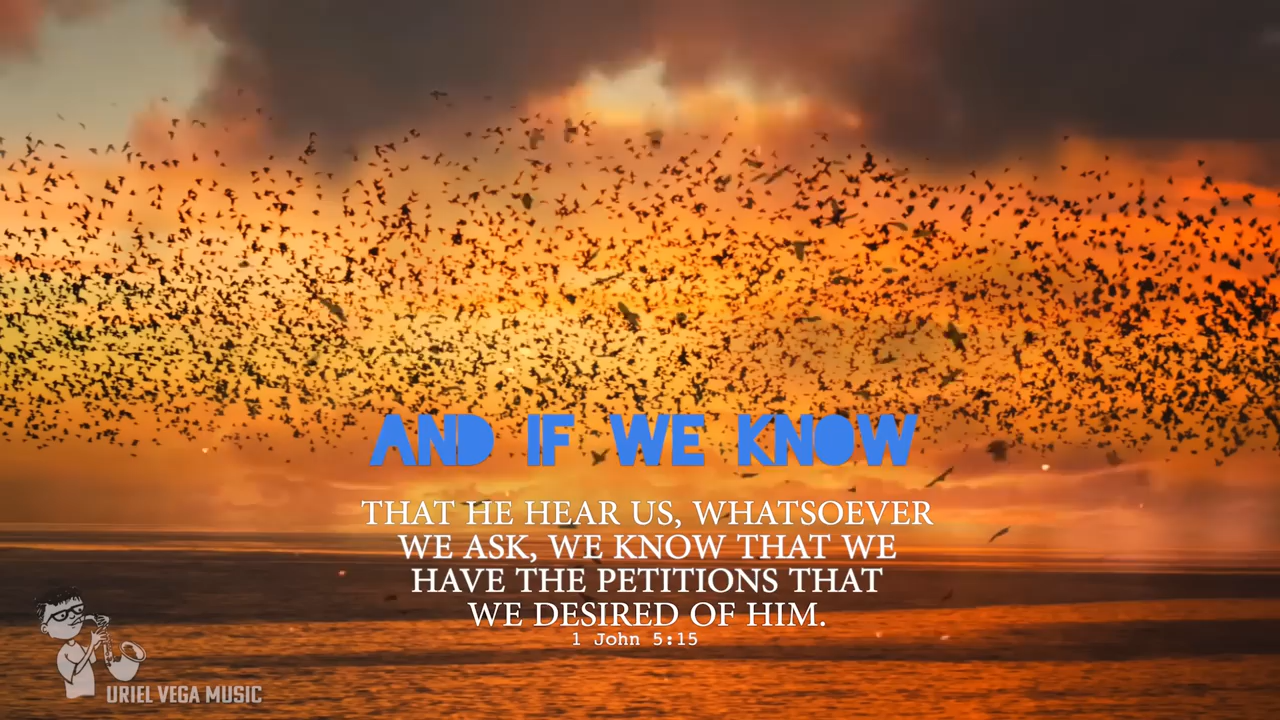 AND IF WE KNOW
THAT HE HEAR US, WHATSOEVER
WE ASK, WE KNOW THAT WE
HAVE THE PETITIONS THAT
WE DESIRED OF HIM.
1 John 5:15
URIEL VEGA MUSIC